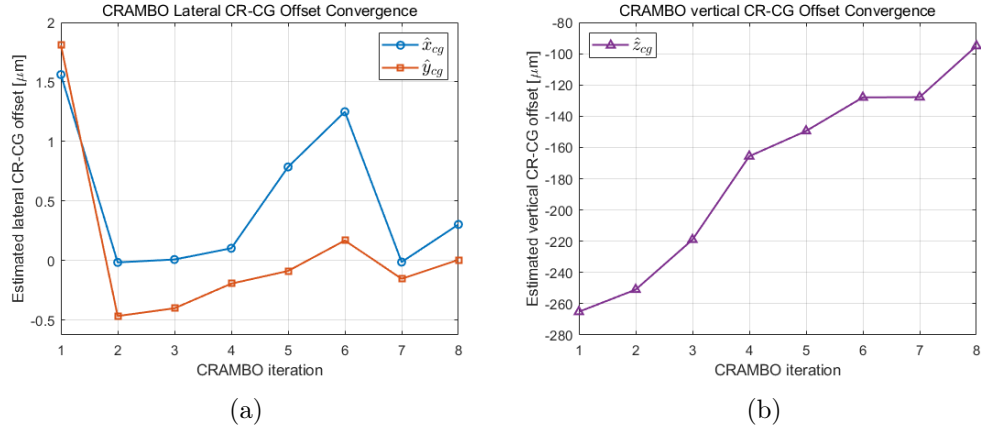 CRAMBO Lateral CR-CG Offset Convergence
2
1.5
1
0.5
0
-0.5
Estimated lateral CR-CG offset [μm]
x̂cg
ŷcg
1 2 3 4 5 6 7 8
CRAMBO iteration
(a)
CRAMBO vertical CR-CG Offset Convergence
-80
-100
-120
-140
-160
-180
-200
-220
-240
-260
-280
Estimated vertical CR-CG offset [μm]
ẑcg
1 2 3 4 5 6 7 8
CRAMBO iteration
(b)